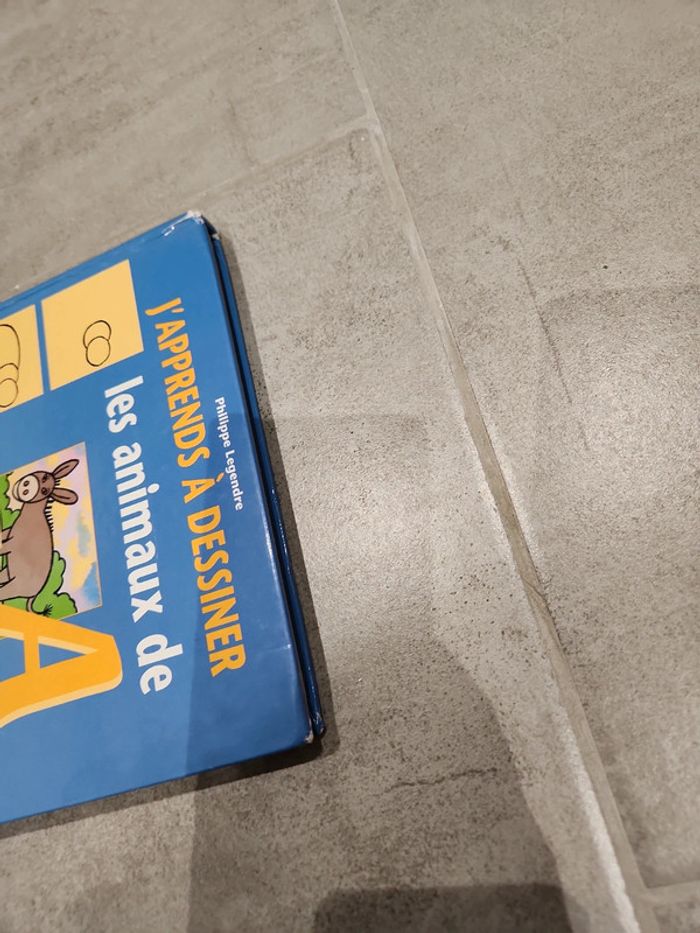 Philippe Legendre
J'APPRENDS À DESSINER
les animaux de
A